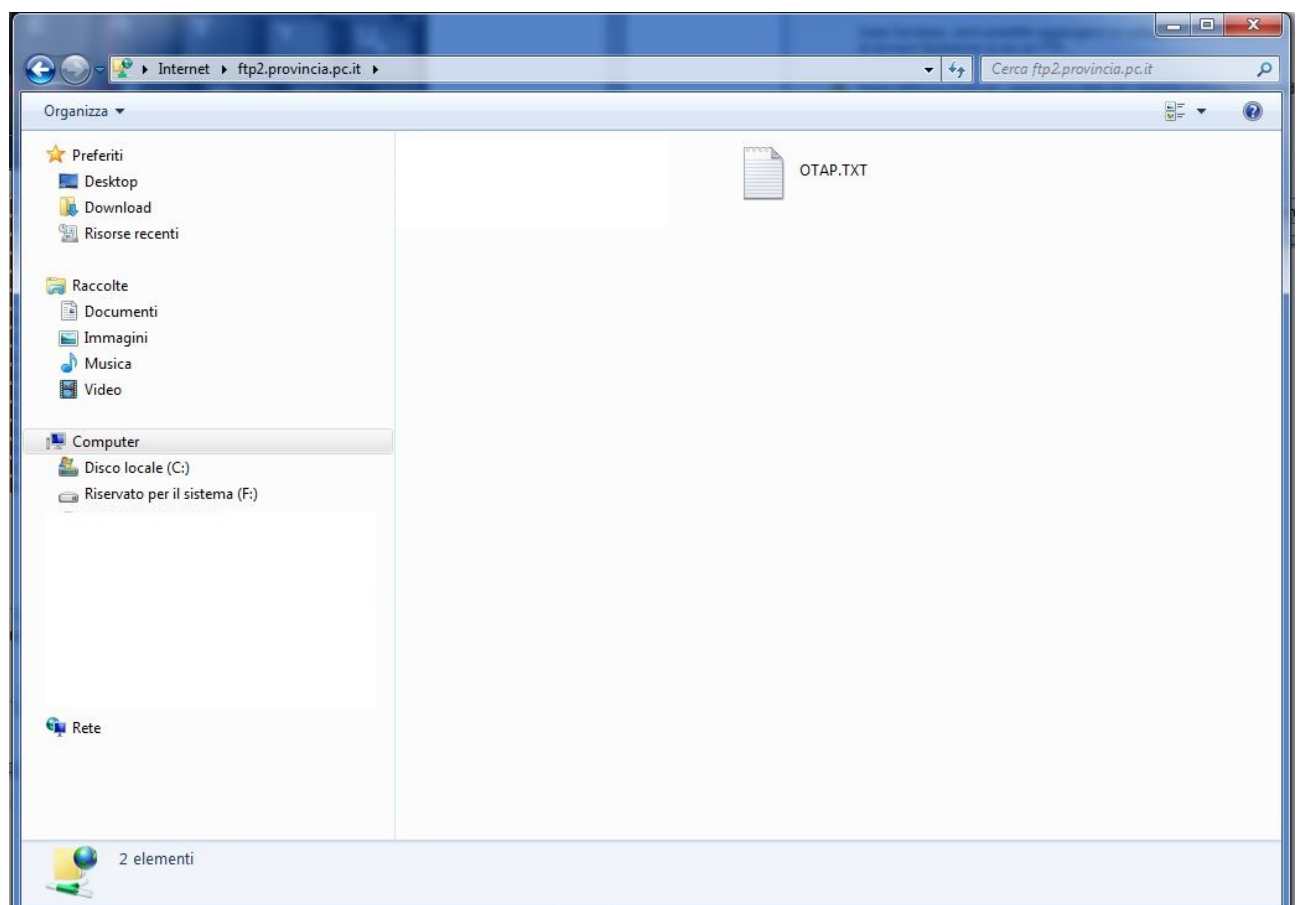 Internet ▸ ftp2.provincia.pc.it ▸
Cerca ftp2.provincia.pc.it
Organizza
Preferiti
Desktop
Download
Risorse recenti
Raccolte
Documenti
Immagini
Musica
Video
Computer
Disco locale (C:)
Riservato per il sistema (F:)
Rete
OTAP.TXT
2 elementi